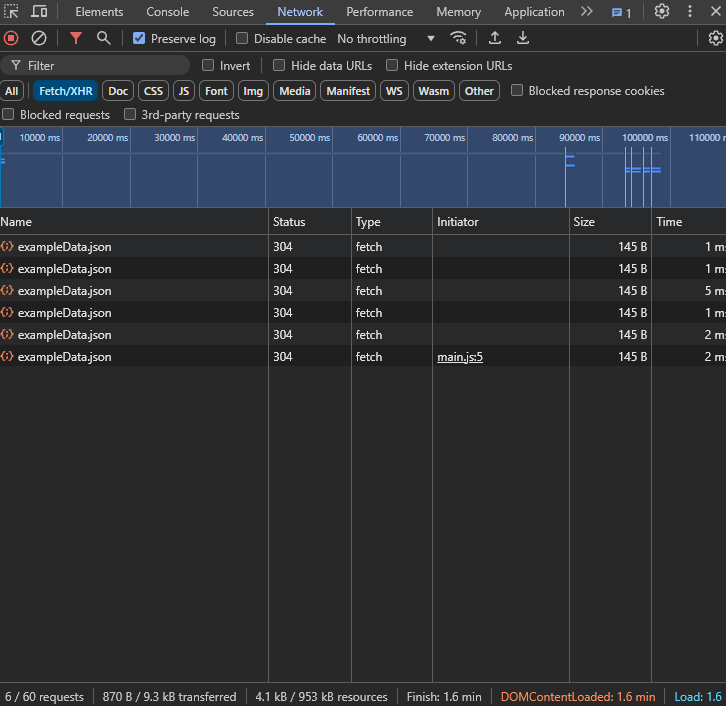 Elements Console Sources Network Performance Memory Application 1
Preserve log Disable cache No throttling
Filter Invert Hide data URLs Hide extension URLs
All Fetch/XHR Doc CSS JS Font Img Media Manifest WS Wasm Other Blocked response cookies
Blocked requests 3rd-party requests
10000 ms 20000 ms 30000 ms 40000 ms 50000 ms 60000 ms 70000 ms 80000 ms 90000 ms 100000 ms 110000
Name Status Type Initiator Size Time
exampleData.json 304 fetch 145 B 1 ms
exampleData.json 304 fetch 145 B 1 ms
exampleData.json 304 fetch 145 B 5 ms
exampleData.json 304 fetch 145 B 1 ms
exampleData.json 304 fetch 145 B 2 ms
exampleData.json 304 fetch main.js:5 145 B 2 ms
6 / 60 requests 870 B / 9.3 kB transferred 4.1 kB / 953 kB resources Finish: 1.6 min DOMContentLoaded: 1.6 min Load: 1.6